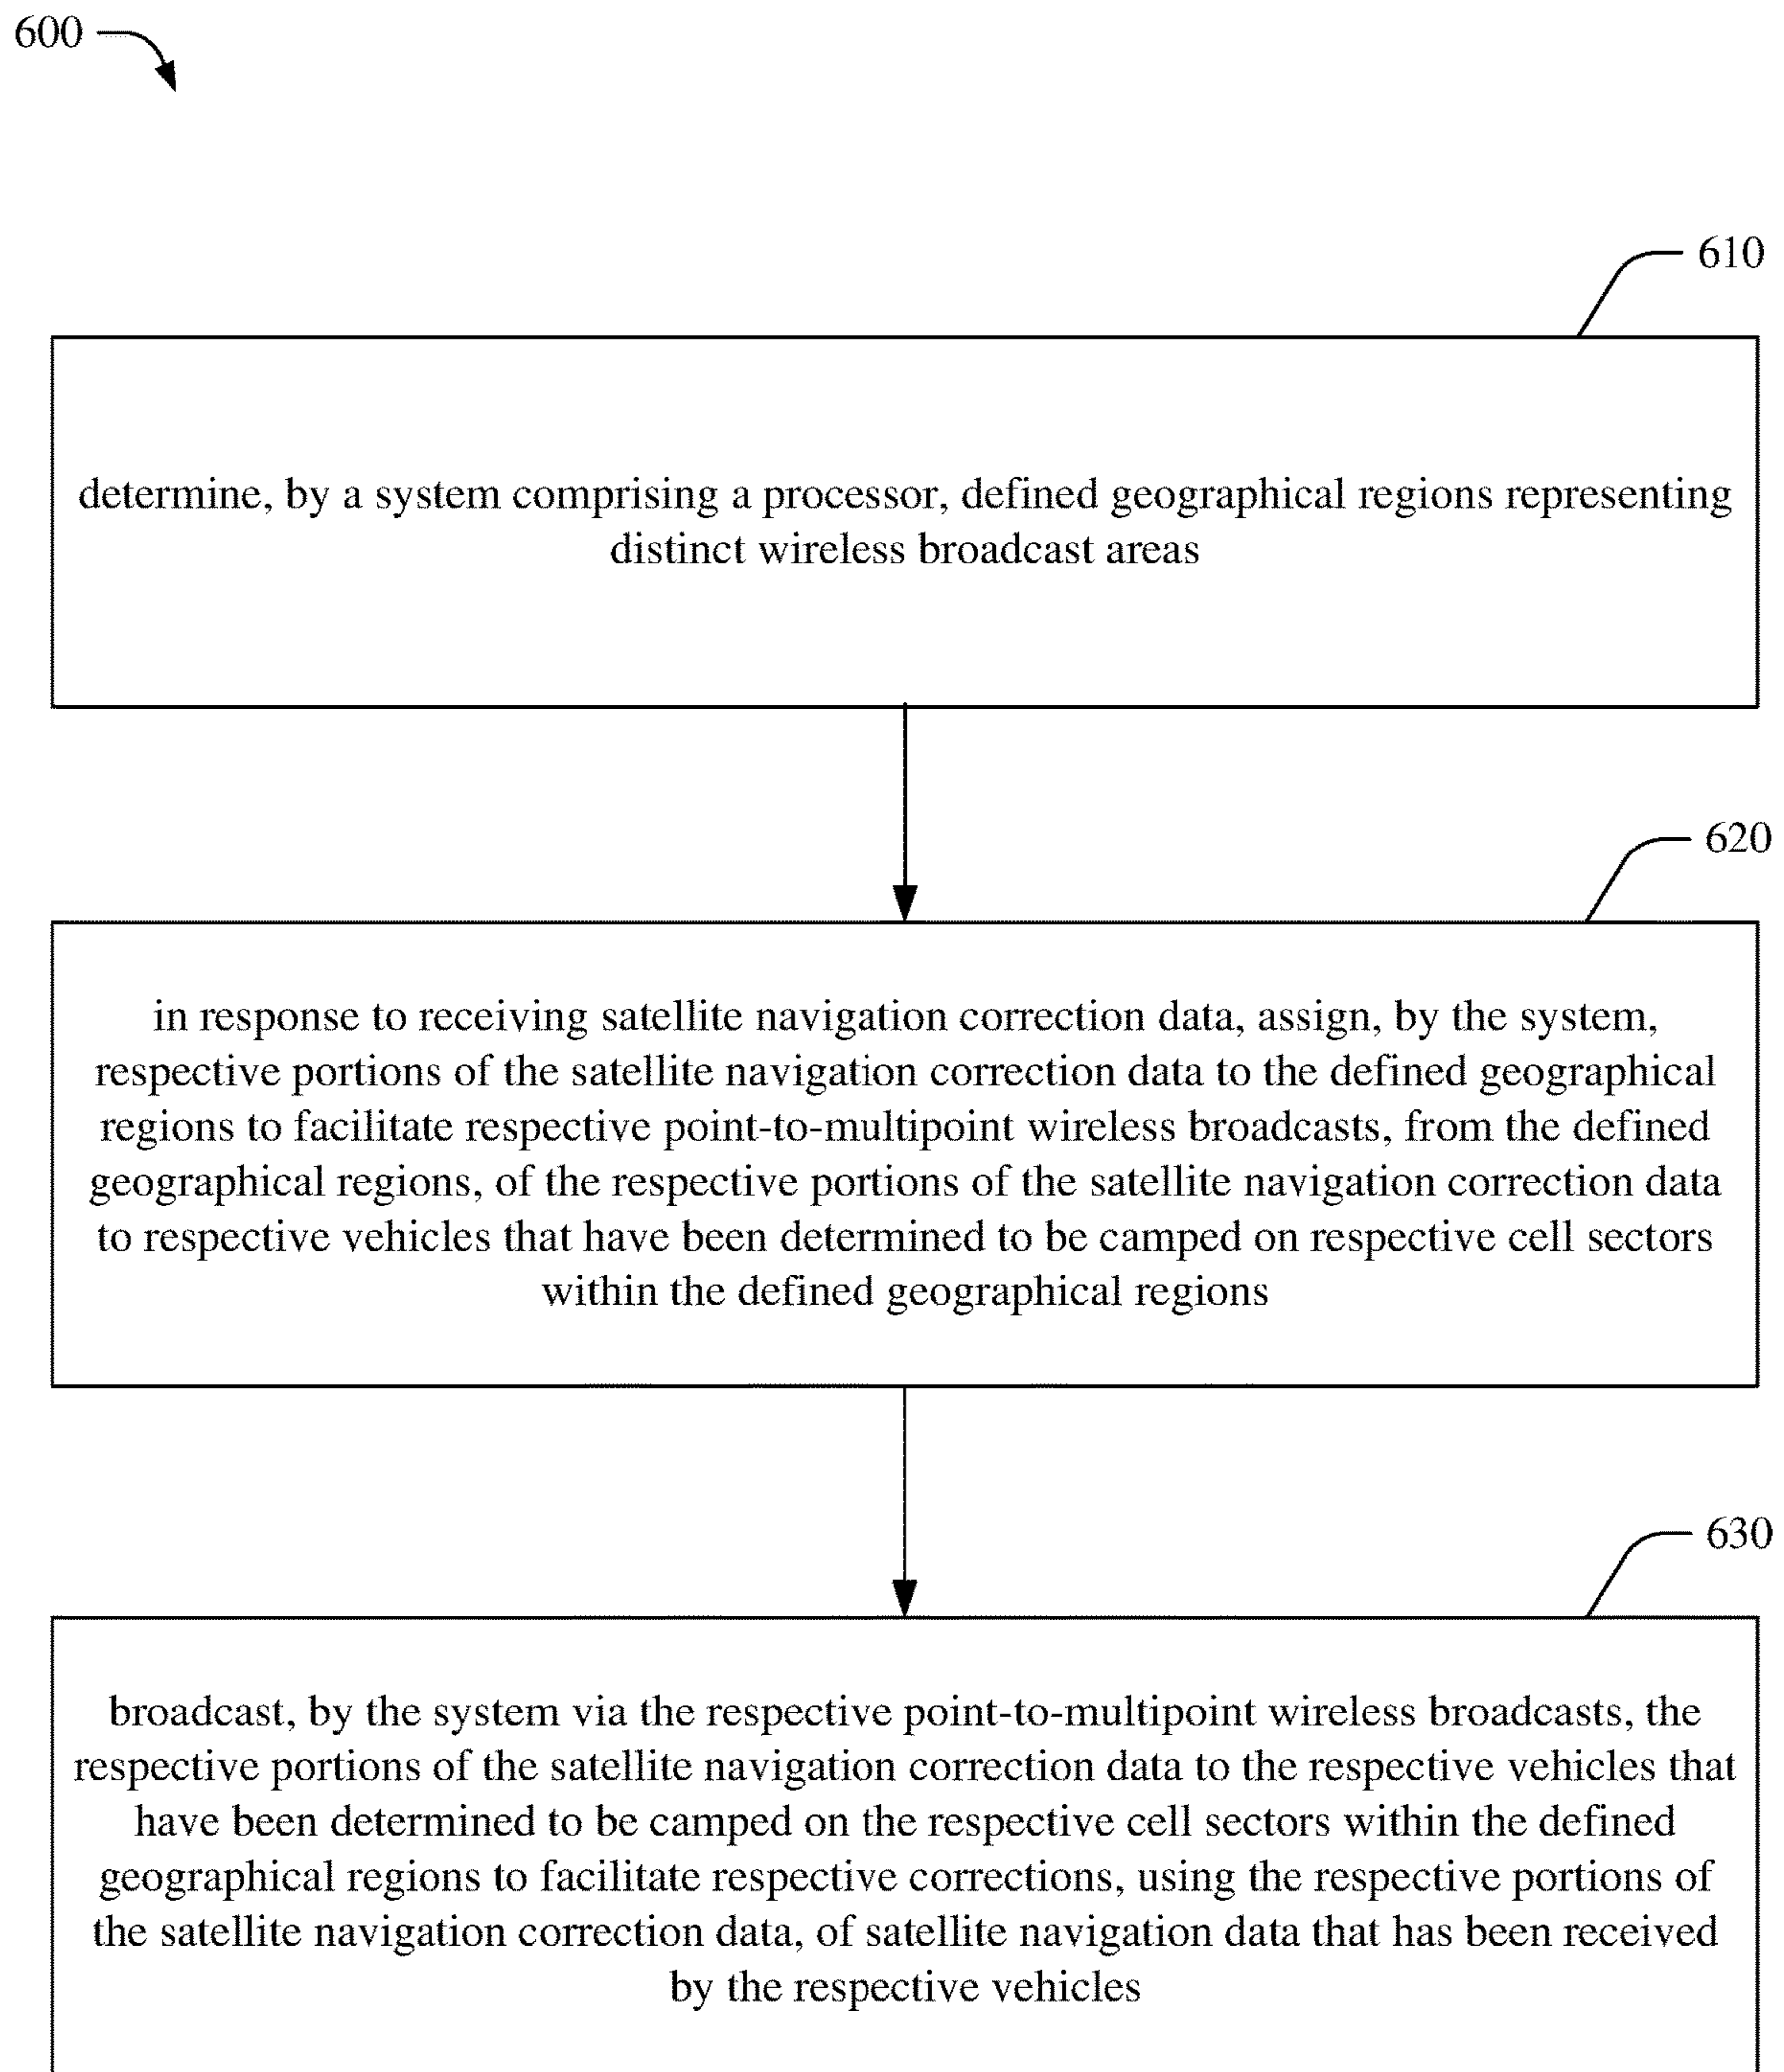 600
610
determine, by a system comprising a processor, defined geographical regions representing
distinct wireless broadcast areas
620
in response to receiving satellite navigation correction data, assign, by the system,
respective portions of the satellite navigation correction data to the defined geographical
regions to facilitate respective point-to-multipoint wireless broadcasts, from the defined
geographical regions, of the respective portions of the satellite navigation correction data
to respective vehicles that have been determined to be camped on respective cell sectors
within the defined geographical regions
630
broadcast, by the system via the respective point-to-multipoint wireless broadcasts, the
respective portions of the satellite navigation correction data to the respective vehicles that
have been determined to be camped on the respective cell sectors within the defined
geographical regions to facilitate respective corrections, using the respective portions of
the satellite navigation correction data, of satellite navigation data that has been received
by the respective vehicles